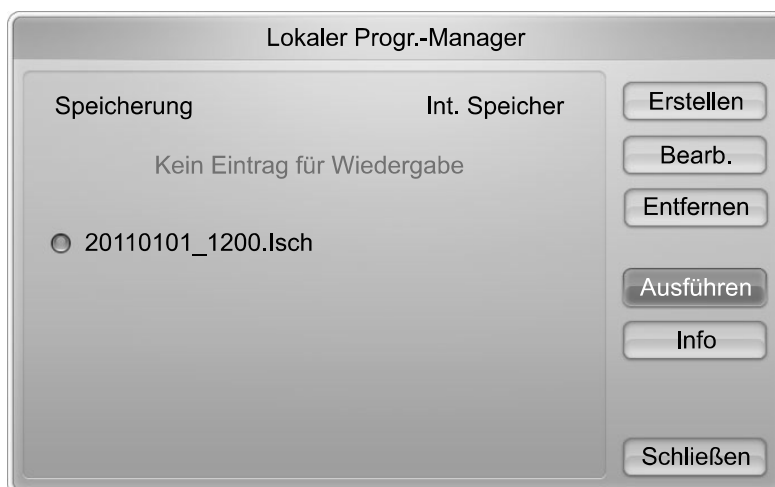 Lokaler Progr.-Manager
Speicherung Int. Speicher
Kein Eintrag für Wiedergabe
20110101_1200.lsch
Erstellen
Bearb.
Entfernen
Ausführen
Info
Schließen